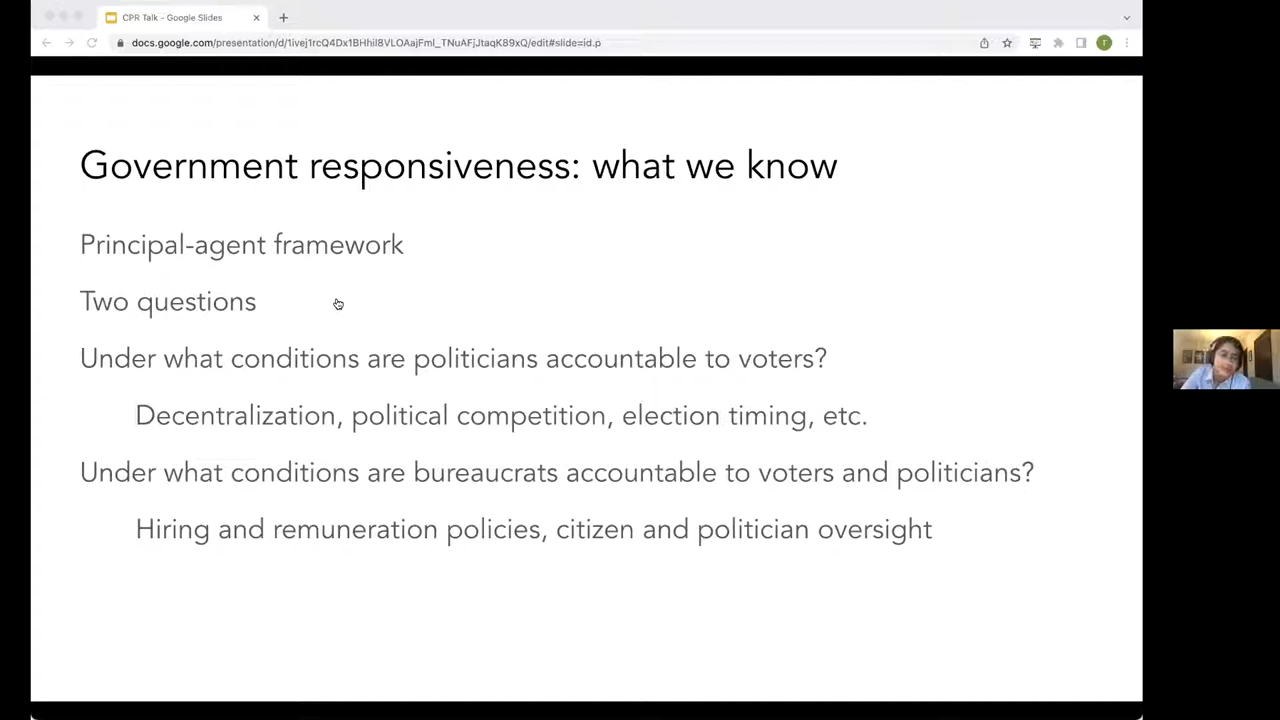 CPR Talk - Google Slides
docs.google.com/presentation/d/1ivej1rcQ4Dx1BHhil8VLOAajFml_TNuAFjJtaqK89xQ/edit#slide=id.p
r
Government responsiveness: what we know
Principal-agent framework
Two questions
Under what conditions are politicians accountable to voters?
Decentralization, political competition, election timing, etc.
Under what conditions are bureaucrats accountable to voters and politicians?
Hiring and remuneration policies, citizen and politician oversight